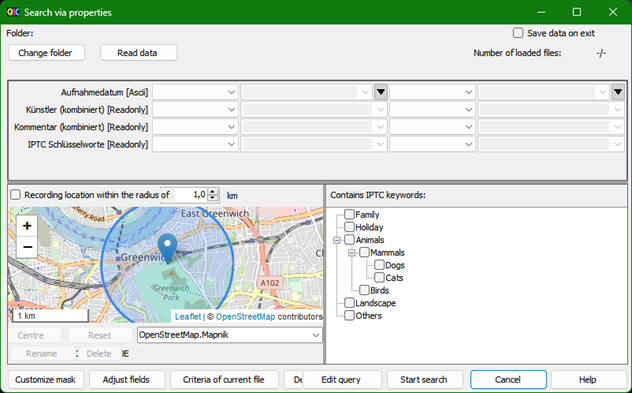 Search via properties
Folder:
Save data on exit
Change folder
Read data
Number of loaded files:
-/-
Aufnahmedatum [Ascii]
Künstler (kombiniert) [Readonly]
Kommentar (kombiniert) [Readonly]
IPTC Schlüsselworte [Readonly]
Recording location within the radius of 1,0 km
Contains IPTC keywords:
East Greenwich
Greenwich
Greenwich
Park
A102
+
−
1 km
Leaflet | © OpenStreetMap contributors
Centre
Reset
OpenStreetMap.Mapnik
Rename
Delete
Family
Holiday
Animals
Mammals
Dogs
Cats
Birds
Landscape
Others
Customize mask
Adjust fields
Criteria of current file
Edit query
Start search
Cancel
Help